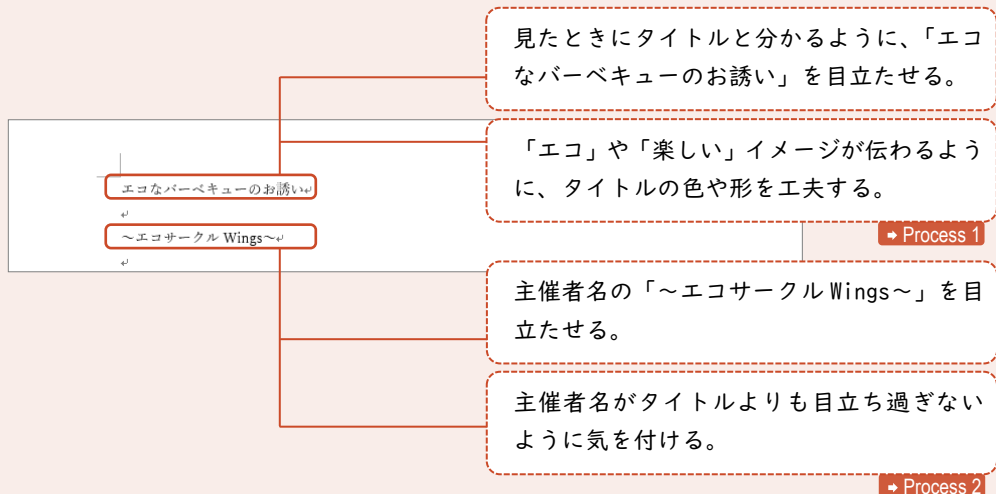 見たときにタイトルと分かるように、「エコ
なバーベキューのお誘い」を目立たせる。
「エコ」や「楽しい」イメージが伝わるよう
に、タイトルの色や形を工夫する。
➡ Process 1
エコなバーベキューのお誘い↵
↵
～エコサークル Wings～↵
↵
主催者名の「～エコサークル Wings～」を目
立たせる。
主催者名がタイトルよりも目立ち過ぎない
ように気を付ける。
➡ Process 2